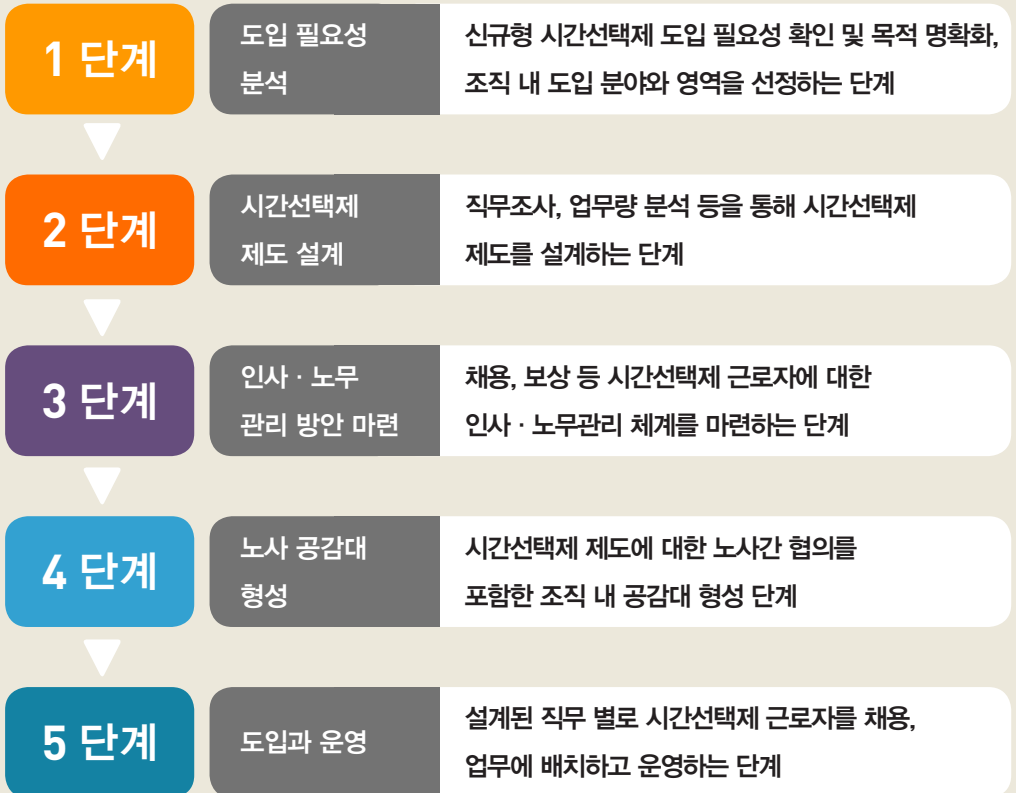 1 단계
도입 필요성
분석
신규형 시간선택제 도입 필요성 확인 및 목적 명확화,
조직 내 도입 분야와 영역을 선정하는 단계
2 단계
시간선택제
제도 설계
직무조사, 업무량 분석 등을 통해 시간선택제
제도를 설계하는 단계
3 단계
인사 · 노무
관리 방안 마련
채용, 보상 등 시간선택제 근로자에 대한
인사 · 노무관리 체계를 마련하는 단계
4 단계
노사 공감대
형성
시간선택제 제도에 대한 노사간 협의를
포함한 조직 내 공감대 형성 단계
5 단계
도입과 운영
설계된 직무 별로 시간선택제 근로자를 채용,
업무에 배치하고 운영하는 단계